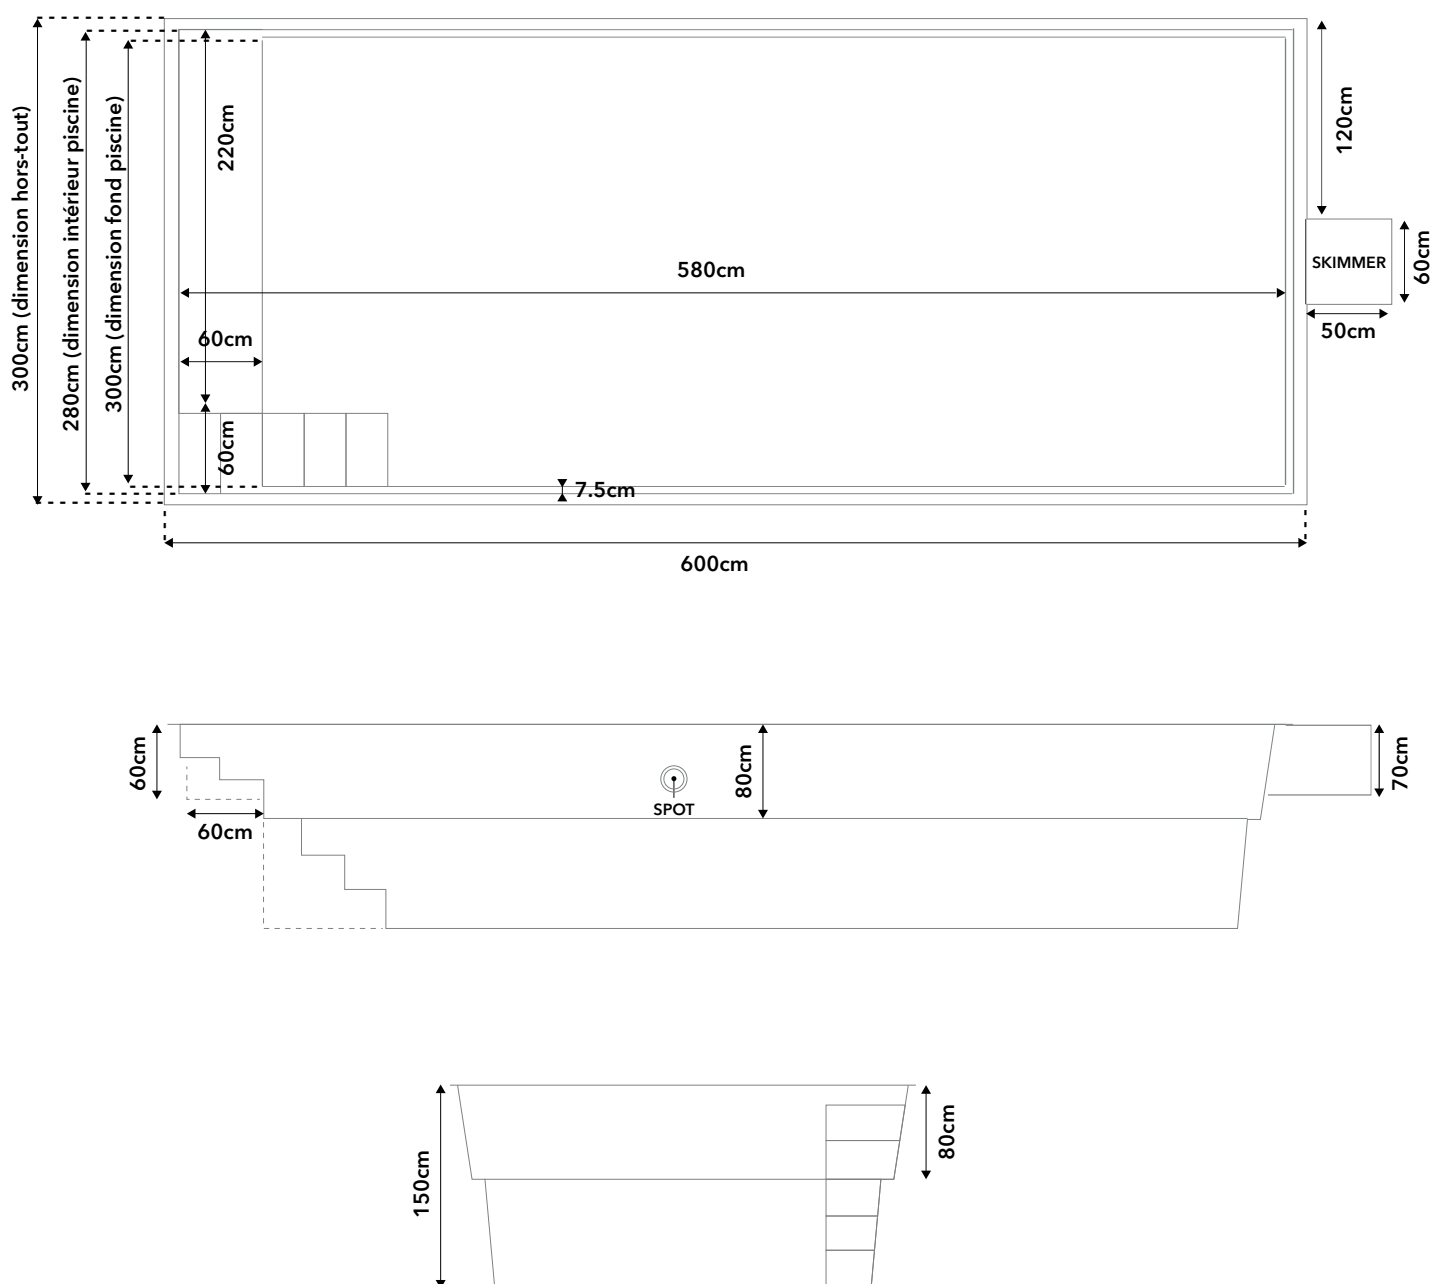 300cm (dimension hors-tout)
280cm (dimension intérieur piscine)
300cm (dimension fond piscine)
220cm
120cm
SKIMMER
60cm
50cm
580cm
60cm
60cm
7.5cm
600cm
60cm
60cm
SPOT
80cm
70cm
150cm
80cm